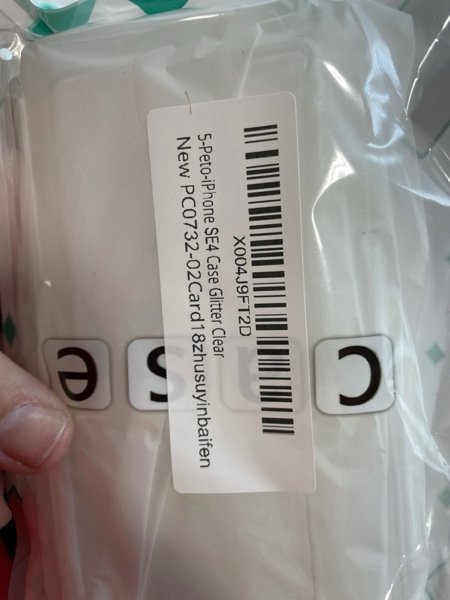 X004J9FT2D
5-Peto-iPhone SE4 Case Glitter Clear
New PC0732-02Card18zhusuyinbaifen
case